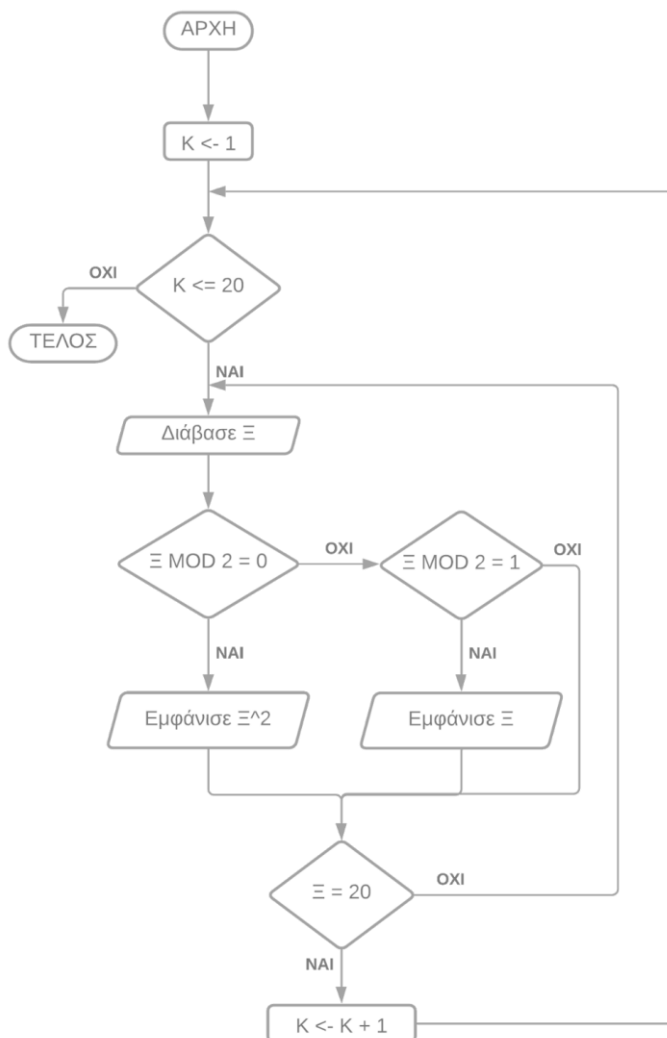 ΑΡΧΗ
Κ <- 1
Κ <= 20
ΟΧΙ
ΤΕΛΟΣ
ΝΑΙ
Διάβασε Ξ
Ξ MOD 2 = 0
ΟΧΙ
Ξ MOD 2 = 1
ΟΧΙ
ΝΑΙ
ΝΑΙ
Εμφάνισε Ξ^2
Εμφάνισε Ξ
Ξ = 20
ΟΧΙ
ΝΑΙ
Κ <- Κ + 1